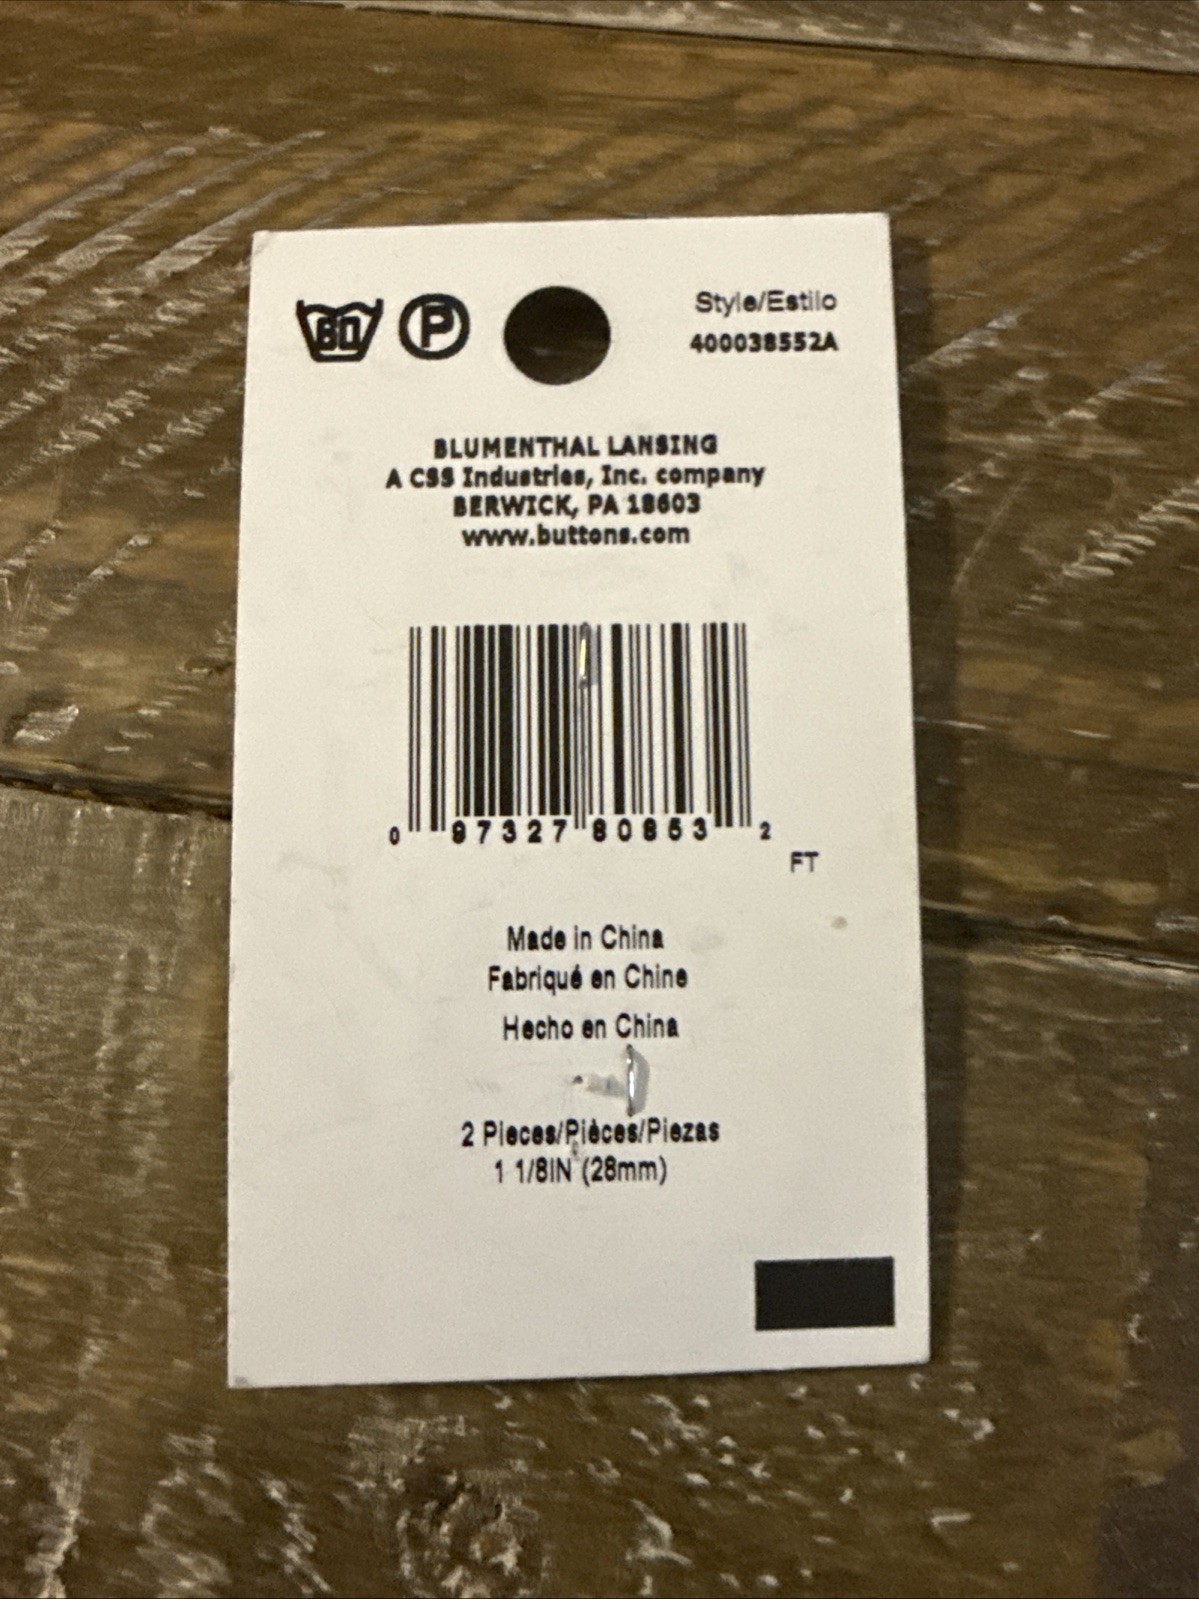 60 P
Style/Estilo
400038552A
BLUMENTHAL LANSING
A CSS Industries, Inc. company
BERWICK, PA 18603
www.buttons.com
0 97327 80853 2
FT
Made in China
Fabriqué en Chine
Hecho en China
2 Pieces/Pièces/Piezas
1 1/8IN (28mm)